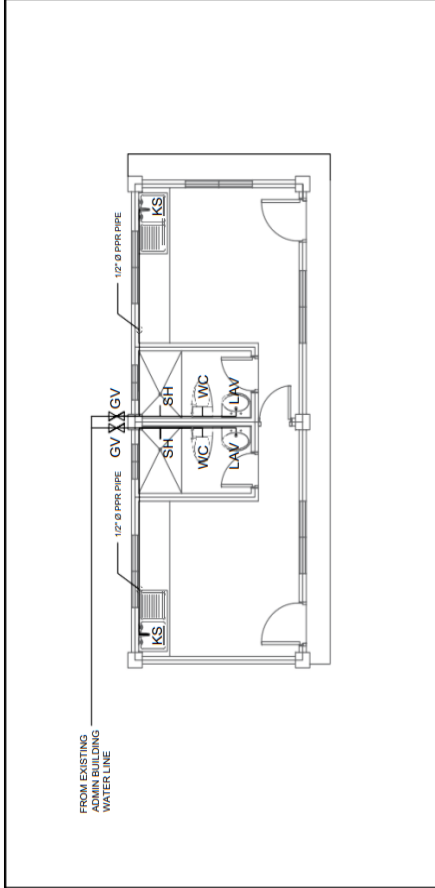 FROM EXISTING
ADMIN BUILDING
WATER LINE
GV
GV
1/2" Ø PPR PIPE
1/2" Ø PPR PIPE
KS
KS
SH
SH
WC
WC
LAV
LAV